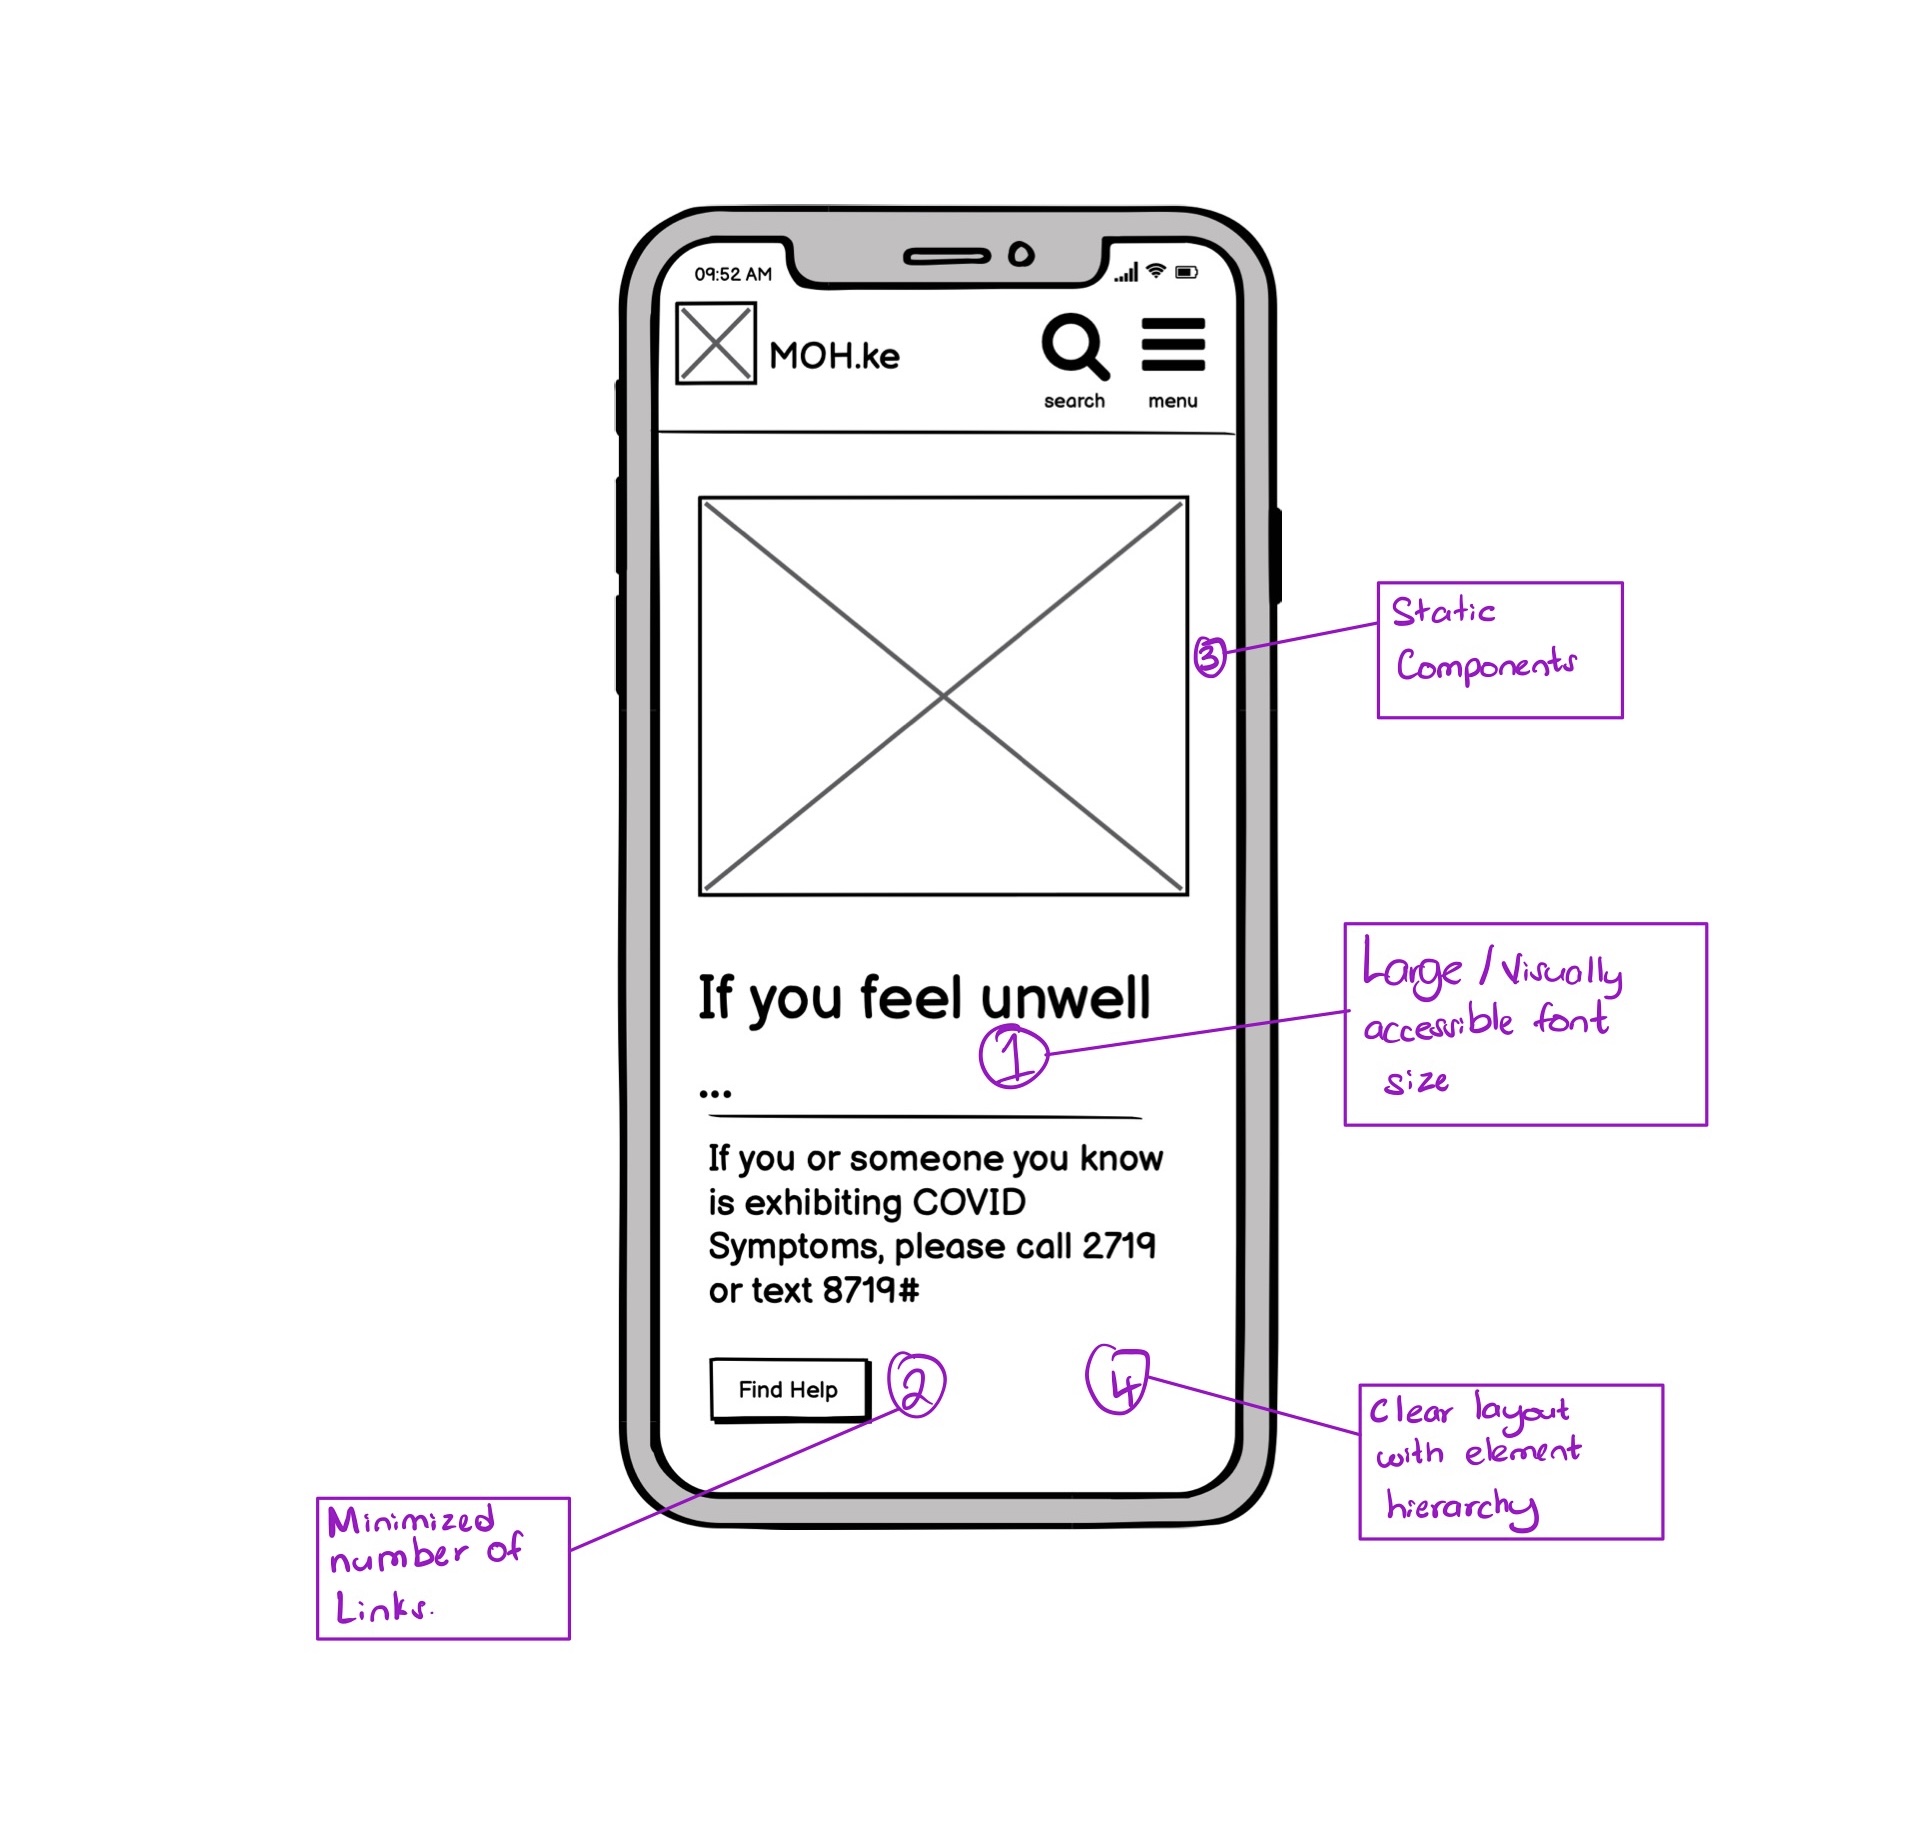 09:52 AM
MOH.ke
search
menu
Static
Components
3
If you feel unwell
Large / Visually
accessible font
size
1
...
If you or someone you know
is exhibiting COVID
Symptoms, please call 2719
or text 8719#
Find Help
2
4
Clear layout
with element
hierarchy
Minimized
number of
Links.